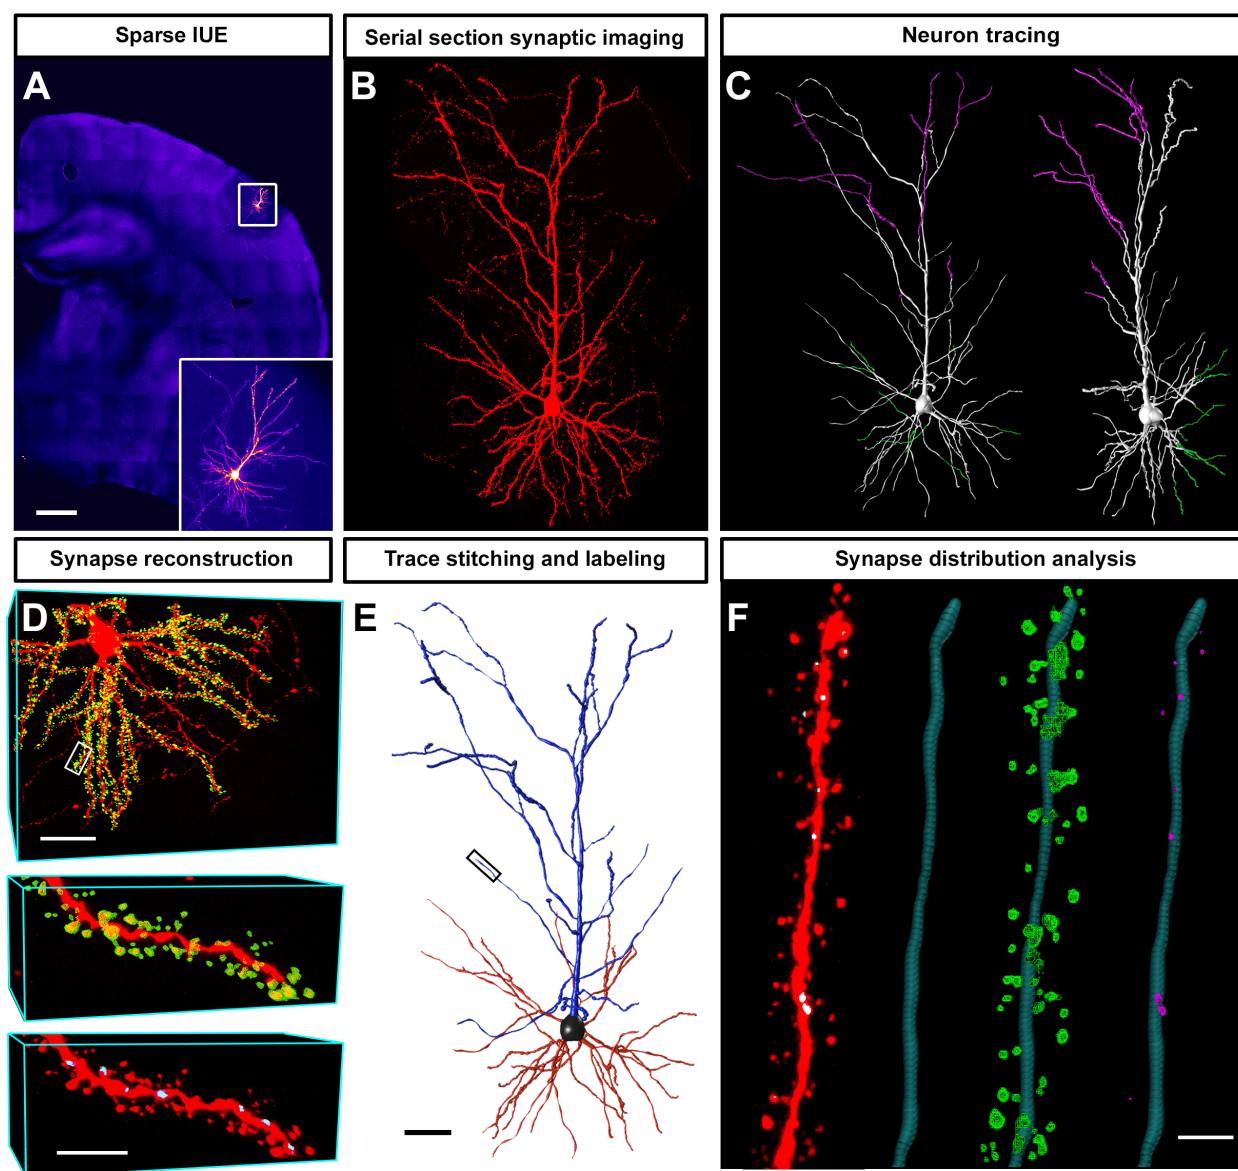 Sparse IUE
Serial section synaptic imaging
Neuron tracing
A
B
C
Synapse reconstruction
Trace stitching and labeling
Synapse distribution analysis
D
E
F